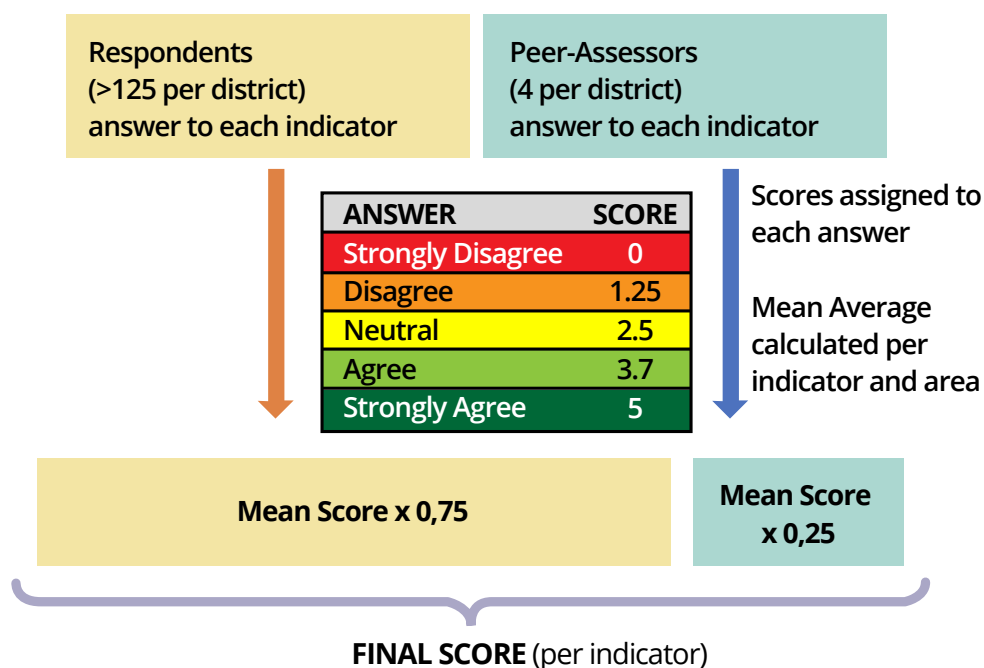 Respondents
(>125 per district)
answer to each indicator
Peer-Assessors
(4 per district)
answer to each indicator
ANSWER SCORE
Strongly Disagree 0
Disagree 1.25
Neutral 2.5
Agree 3.7
Strongly Agree 5
Scores assigned to
each answer
Mean Average
calculated per
indicator and area
Mean Score x 0,75
Mean Score
x 0,25
FINAL SCORE (per indicator)